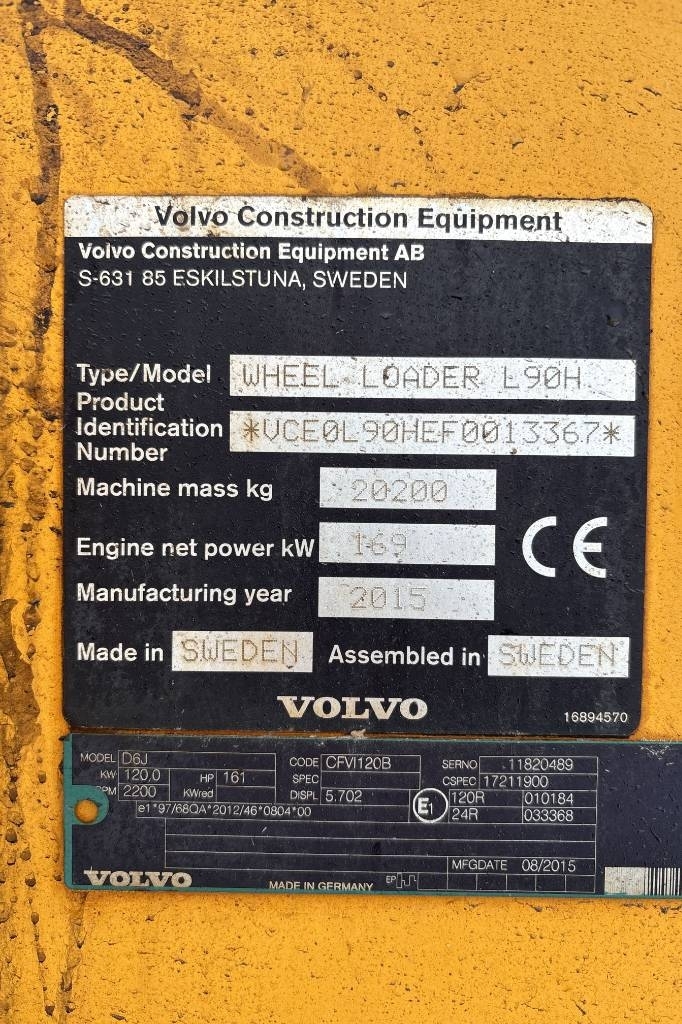 Volvo Construction Equipment
Volvo Construction Equipment AB
S-631 85 ESKILSTUNA, SWEDEN
Type/Model WHEEL LOADER L90H
Product
Identification *VCE0L90HEF0013367*
Number
Machine mass kg 20200
Engine net power kW 169
CE
Manufacturing year 2015
Made in SWEDEN Assembled in SWEDEN
VOLVO
16894570
MODEL D6J CODE CFVI120B SERNO 11820489
KW 120,0 HP 161 SPEC CSPEC 17211900
2200 KWred DISPL 5.702 E1 120R 010184
e1*97/68QA*2012/46*0804*00 24R 033368
MFGDATE 08/2015
VOLVO MADE IN GERMANY EP